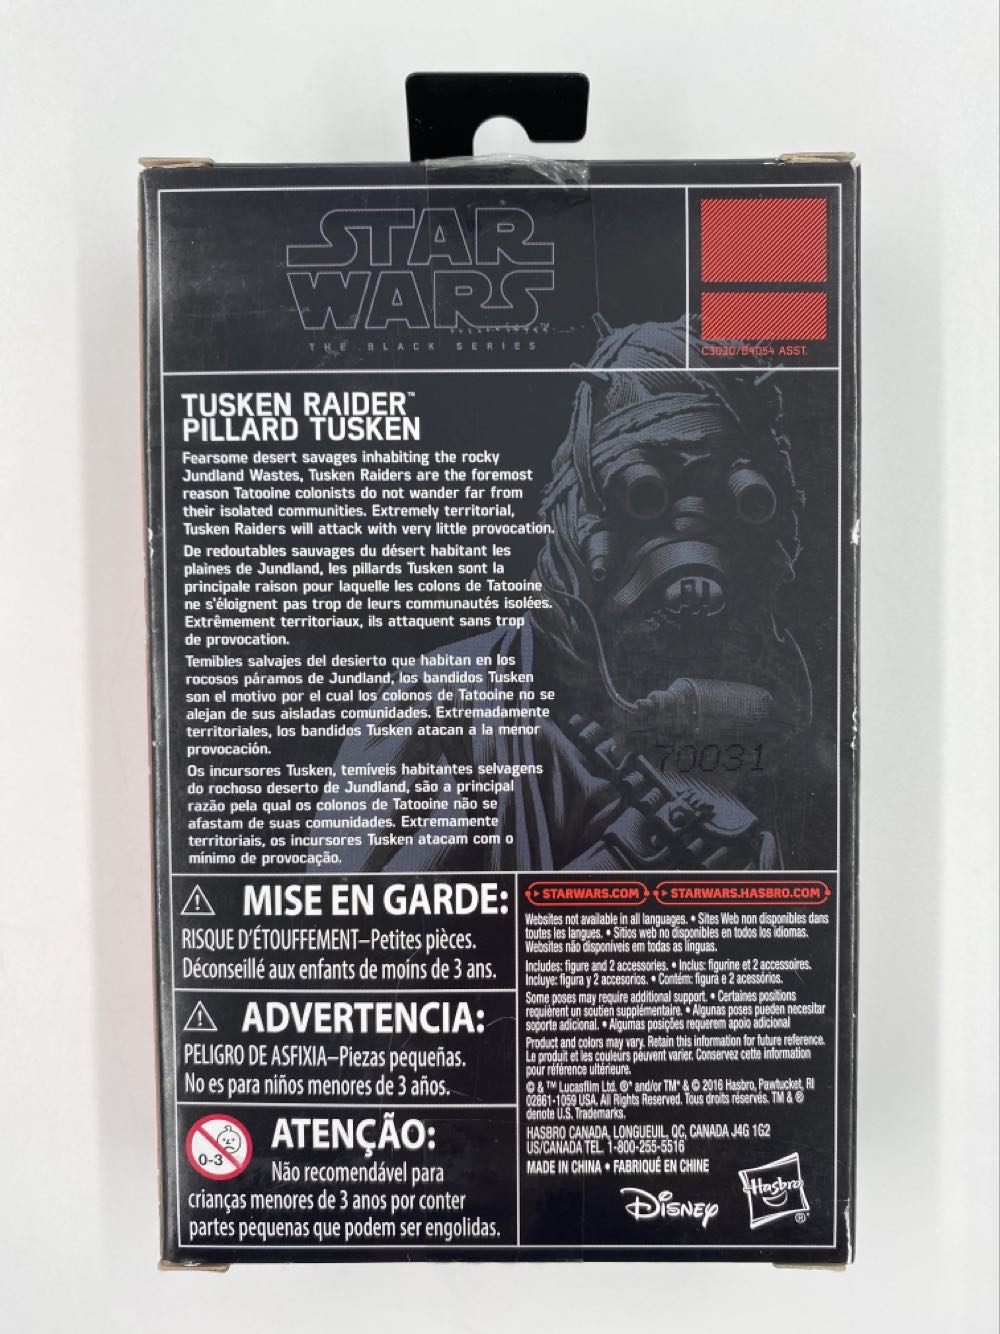 STAR
WARS™
THE BLACK SERIES
C3030/B4054 ASST.
TUSKEN RAIDER™
PILLARD TUSKEN
Fearsome desert savages inhabiting the rocky
Jundland Wastes, Tusken Raiders are the foremost
reason Tatooine colonists do not wander far from
their isolated communities. Extremely territorial,
Tusken Raiders will attack with very little provocation.
De redoutables sauvages du désert habitant les
plaines de Jundland, les pillards Tusken sont la
principale raison pour laquelle les colons de Tatooine
ne s'éloignent pas trop de leurs communautés isolées.
Extrêmement territoriaux, ils attaquent sans trop
de provocation.
Temibles salvajes del desierto que habitan en los
rocosos páramos de Jundland, los bandidos Tusken
son el motivo por el cual los colonos de Tatooine no se
alejan de sus aisladas comunidades. Extremadamente
territoriales, los bandidos Tusken atacan a la menor
provocación.
Os incursores Tusken, temíveis habitantes selvagens
do rochoso deserto de Jundland, são a principal
razão pela qual os colonos de Tatooine não se
afastam de suas comunidades. Extremamente
territoriais, os incursores Tusken atacam com o
mínimo de provocação.
70031
MISE EN GARDE:
RISQUE D'ÉTOUFFEMENT–Petites pièces.
Déconseillé aux enfants de moins de 3 ans.
ADVERTENCIA:
PELIGRO DE ASFIXIA–Piezas pequeñas.
No es para niños menores de 3 años.
0-3
ATENÇÃO:
Não recomendável para
crianças menores de 3 anos por conter
partes pequenas que podem ser engolidas.
STARWARS.COM STARWARS.HASBRO.COM
Websites not available in all languages. • Sites Web non disponibles dans
toutes les langues. • Sitios web no disponibles en todos los idiomas.
Websites não disponíveis em todas as línguas.
Includes: figure and 2 accessories. • Inclus: figurine et 2 accessoires.
Incluye: figura y 2 accesorios. • Contém: figura e 2 acessórios.
Some poses may require additional support. • Certaines positions
requièrent un soutien supplémentaire. • Algunas poses pueden necesitar
soporte adicional. • Algumas posições requerem apoio adicional
Product and colors may vary. Retain this information for future reference.
Le produit et les couleurs peuvent varier. Conservez cette information
pour référence ultérieure.
© & ™ Lucasfilm Ltd. ®* and/or TM* & © 2016 Hasbro, Pawtucket, RI
02861-1059 USA. All Rights Reserved. Tous droits réservés. TM & ®
denote U.S. Trademarks.
HASBRO CANADA, LONGUEUIL, QC, CANADA J4G 1G2
US/CANADA TEL. 1-800-255-5516
MADE IN CHINA • FABRIQUÉ EN CHINE
DISNEY
Hasbro®